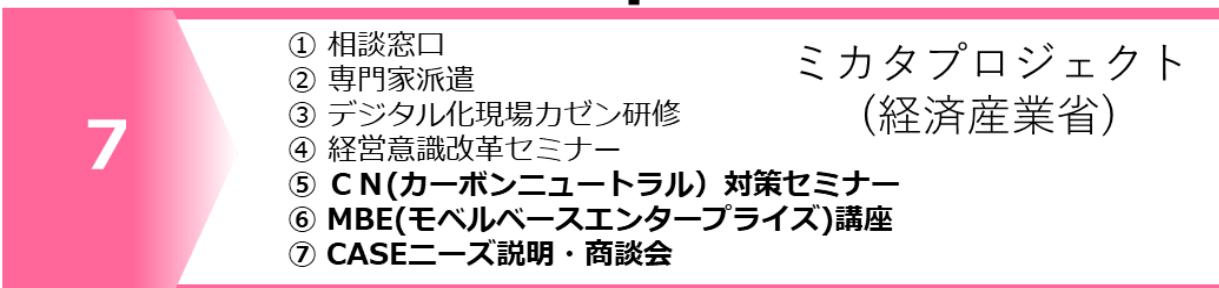 7
① 相談窓口
② 専門家派遣
③ デジタル化現場カゼン研修
④ 経営意識改革セミナー
⑤ ＣＮ(カーボンニュートラル）対策セミナー
⑥ MBE(モベルベースエンタープライズ)講座
⑦ CASEニーズ説明・商談会
ミカタプロジェクト
(経済産業省)